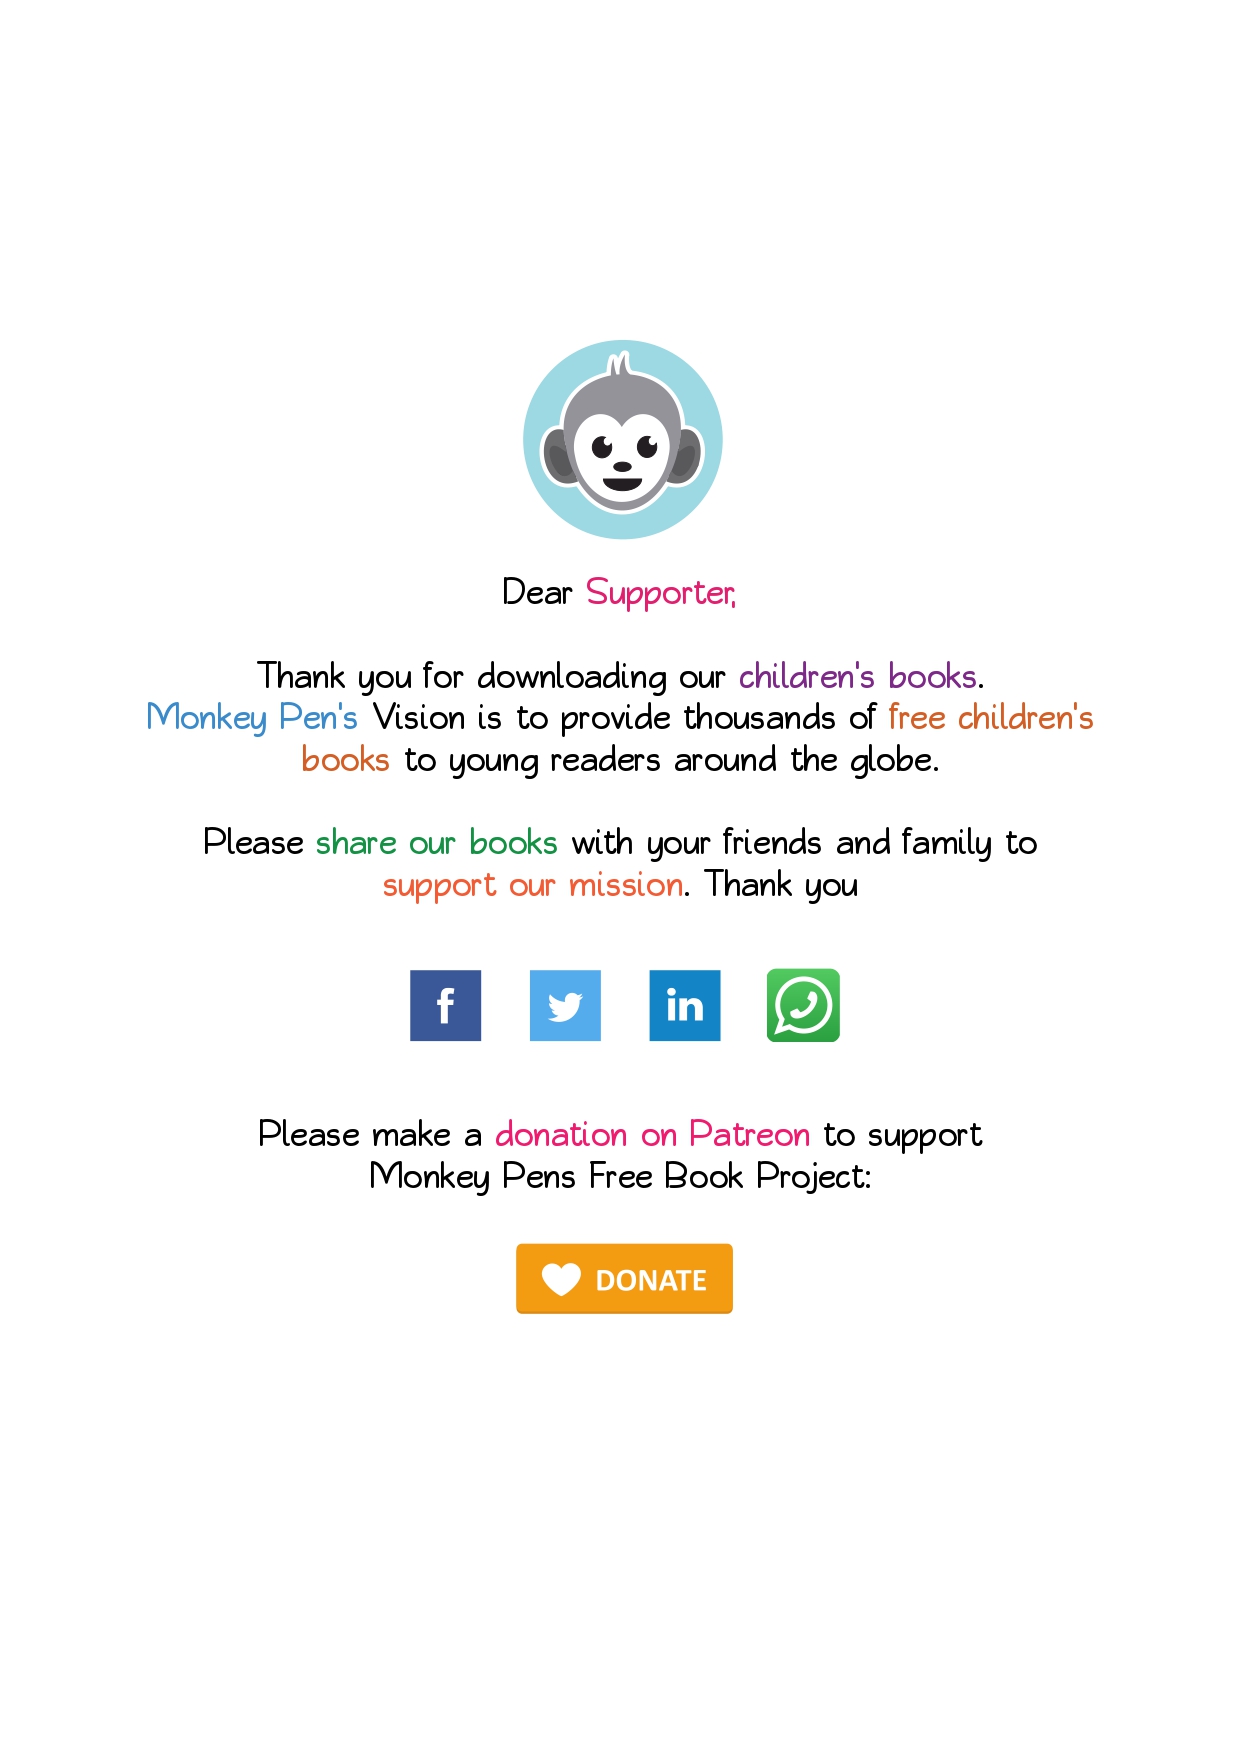 Dear Supporter,
Thank you for downloading our children's books.
Monkey Pen's Vision is to provide thousands of free children's
books to young readers around the globe.
Please share our books with your friends and family to
support our mission. Thank you
f
in
Please make a donation on Patreon to support
Monkey Pens Free Book Project:
DONATE